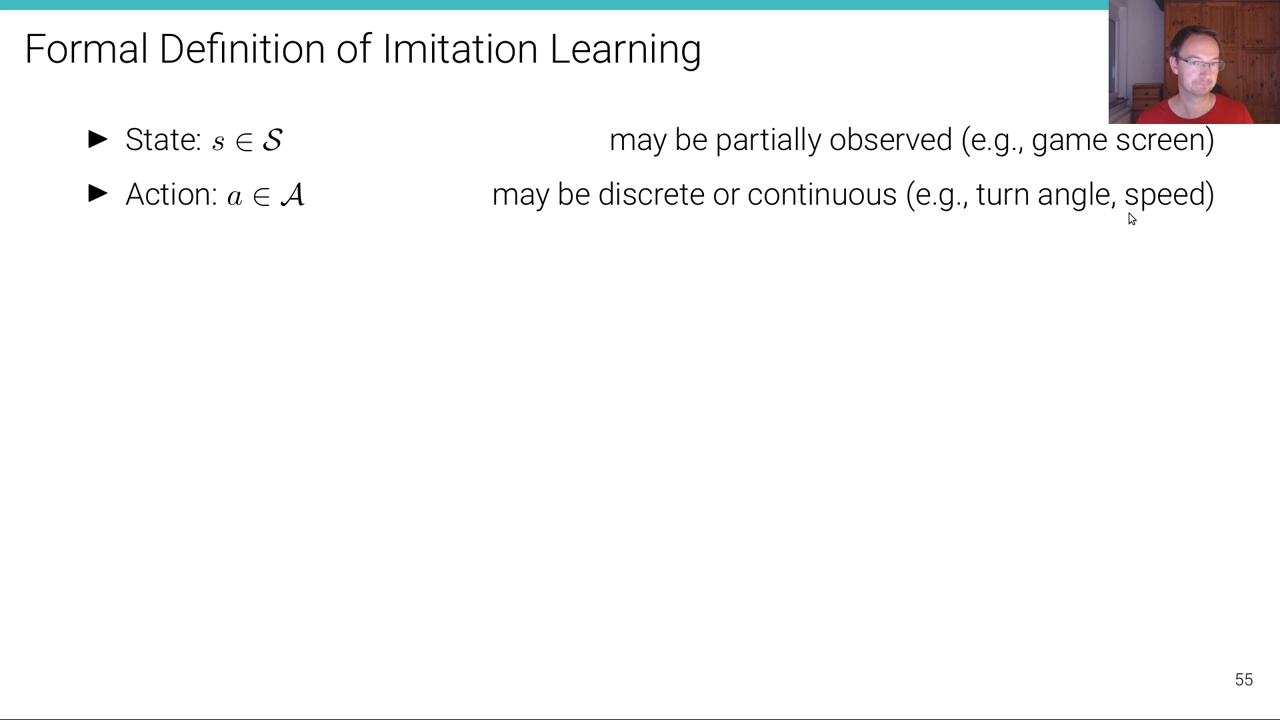 Formal Definition of Imitation Learning
▶ State: s ∈ 𝒮 may be partially observed (e.g., game screen)
▶ Action: a ∈ 𝒜 may be discrete or continuous (e.g., turn angle, speed)
55